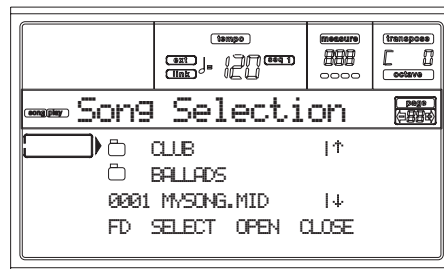 tempo measure transpose
ext link ♩= 120 seq 1 888 C 0
octave
song play Song Selection page
CLUB |↑
BALLADS
0001 MYSONG.MID |↓
FD SELECT OPEN CLOSE